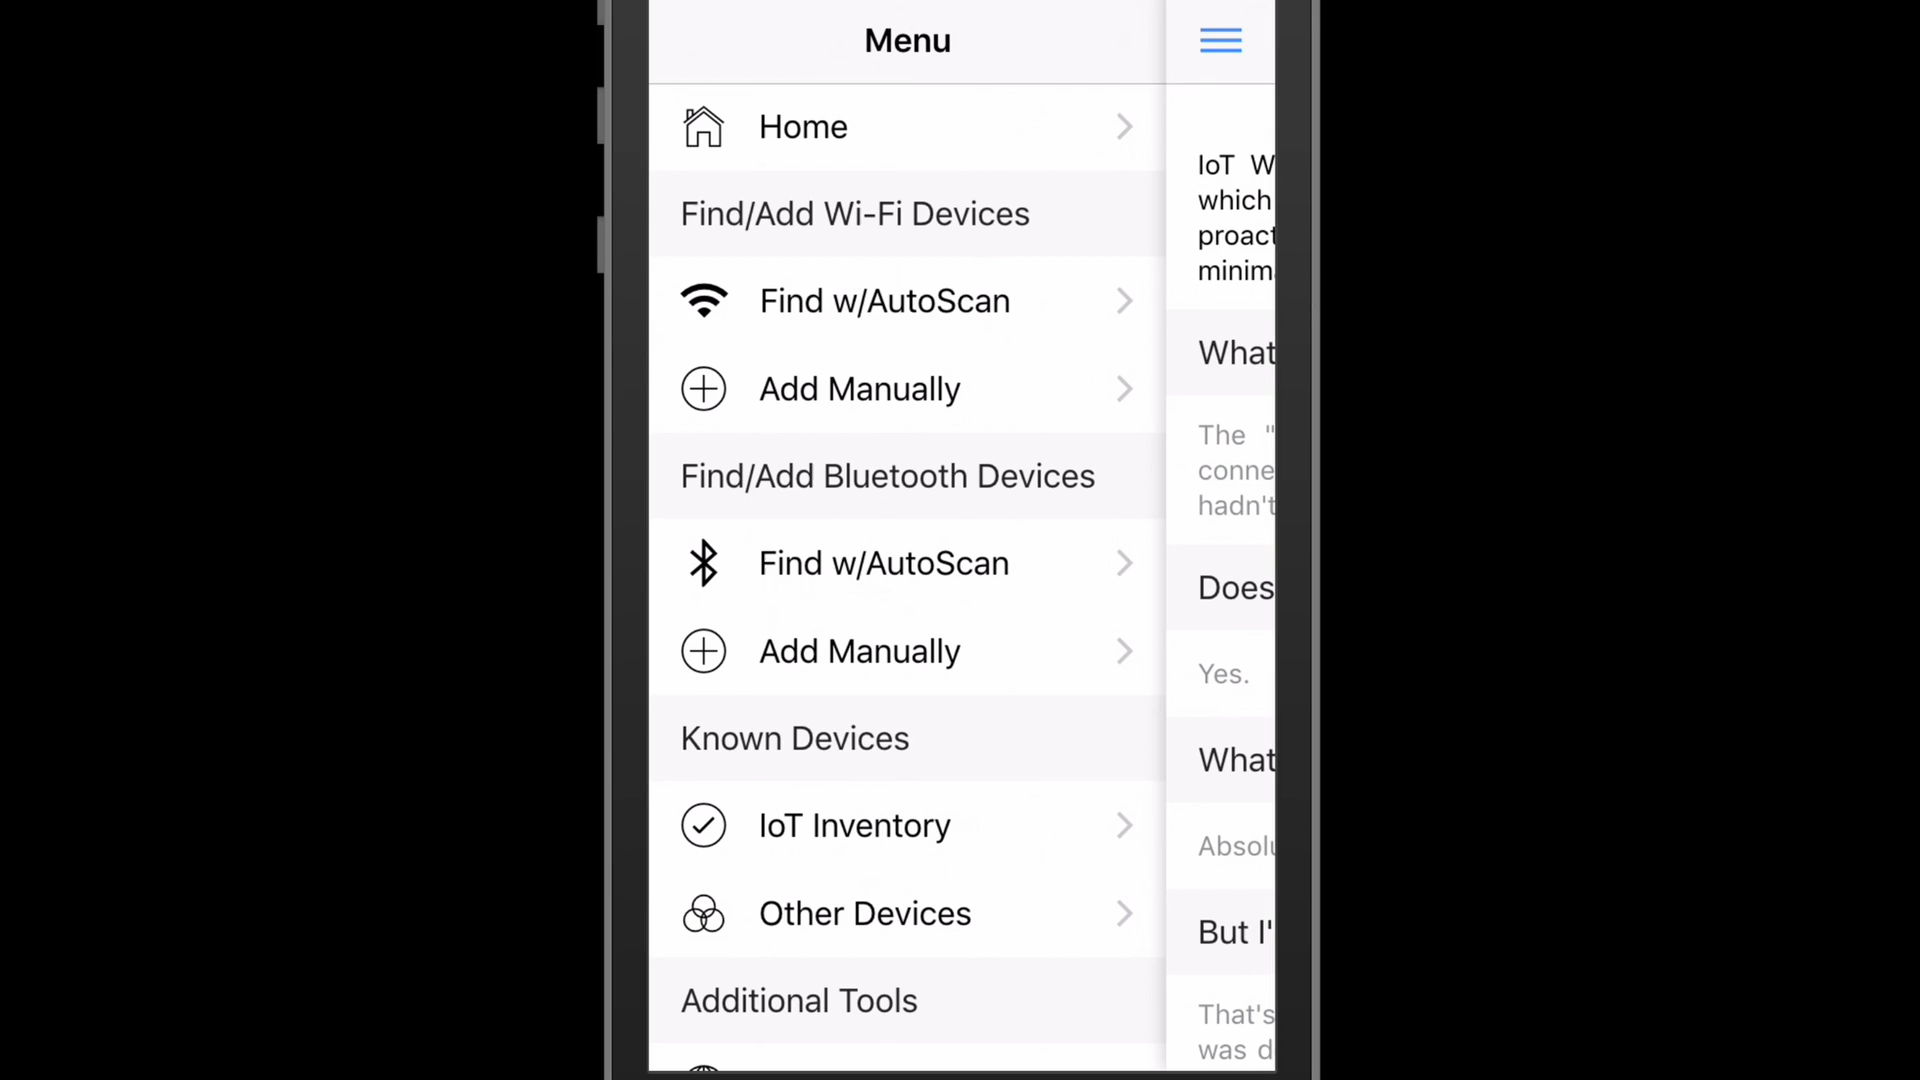 Menu
Home
Find/Add Wi-Fi Devices
Find w/AutoScan
Add Manually
Find/Add Bluetooth Devices
Find w/AutoScan
Add Manually
Known Devices
IoT Inventory
Other Devices
Additional Tools
IoT
which
proact
minim
What
The "
conne
hadn't
Does
Yes.
What
Absolu
But I'
That's
was d